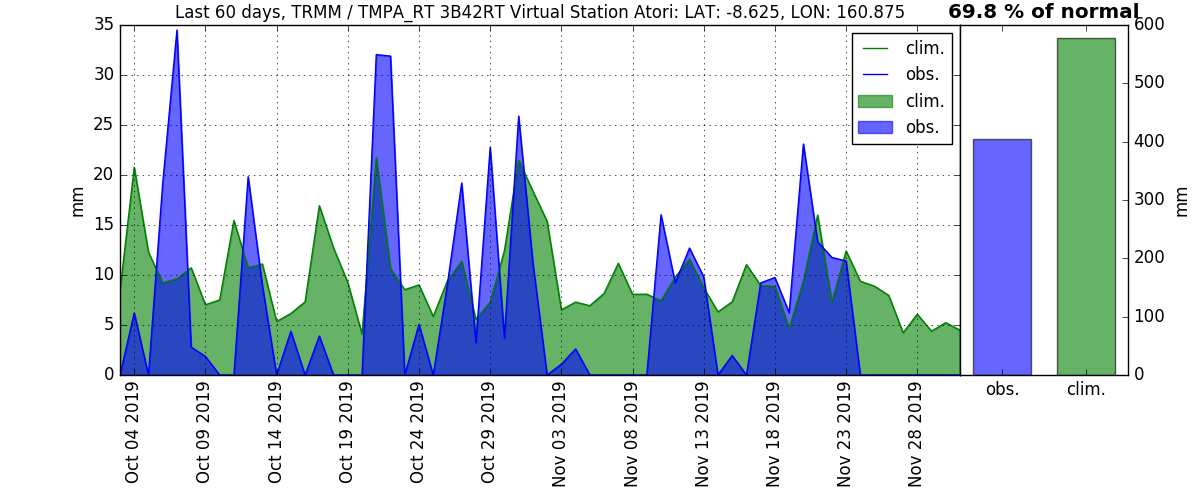 Last 60 days, TRMM / TMPA_RT 3B42RT Virtual Station Atori: LAT: -8.625, LON: 160.875
69.8 % of normal
35
30
25
20
15
10
5
0
mm
clim.
obs.
clim.
obs.
Oct 04 2019
Oct 09 2019
Oct 14 2019
Oct 19 2019
Oct 24 2019
Oct 29 2019
Nov 03 2019
Nov 08 2019
Nov 13 2019
Nov 18 2019
Nov 23 2019
Nov 28 2019
600
500
400
300
200
100
0
mm
obs.
clim.